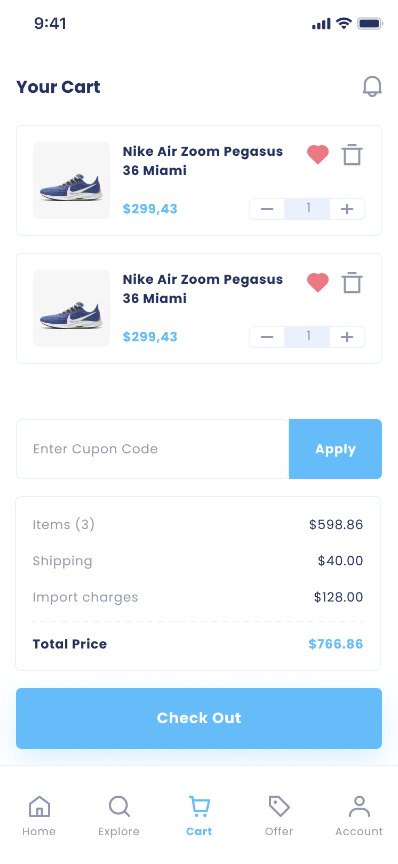 9:41
Your Cart
Nike Air Zoom Pegasus
36 Miami
$299,43
1
Nike Air Zoom Pegasus
36 Miami
$299,43
1
Enter Cupon Code
Apply
Items (3) $598.86
Shipping $40.00
Import charges $128.00
Total Price $766.86
Check Out
Home Explore Cart Offer Account